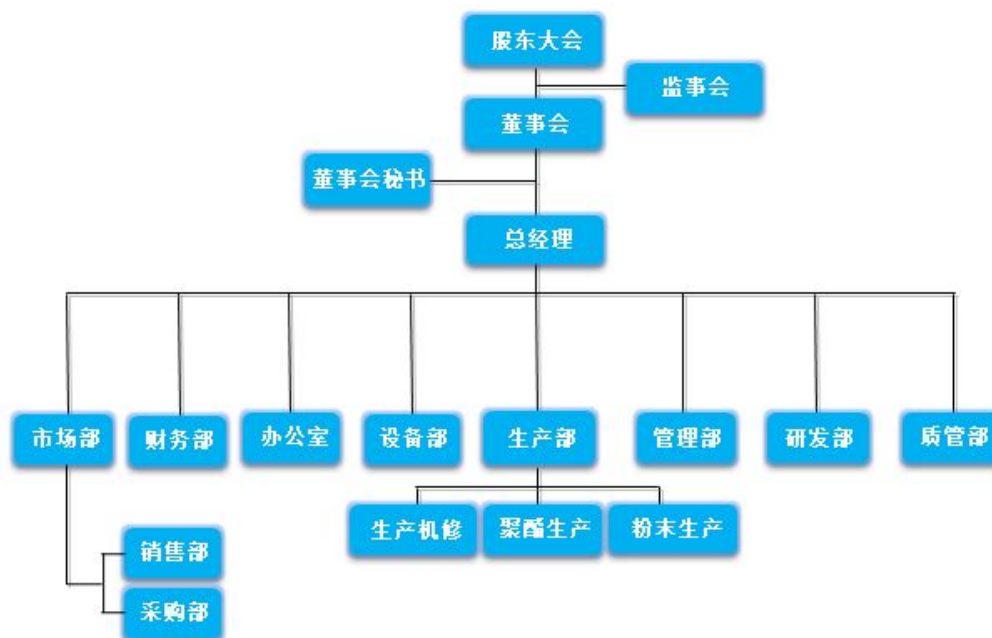 股东大会
监事会
董事会
董事会秘书
总经理
市场部
财务部
办公室
设备部
生产部
管理部
研发部
质管部
生产机修
聚酯生产
粉末生产
销售部
采购部